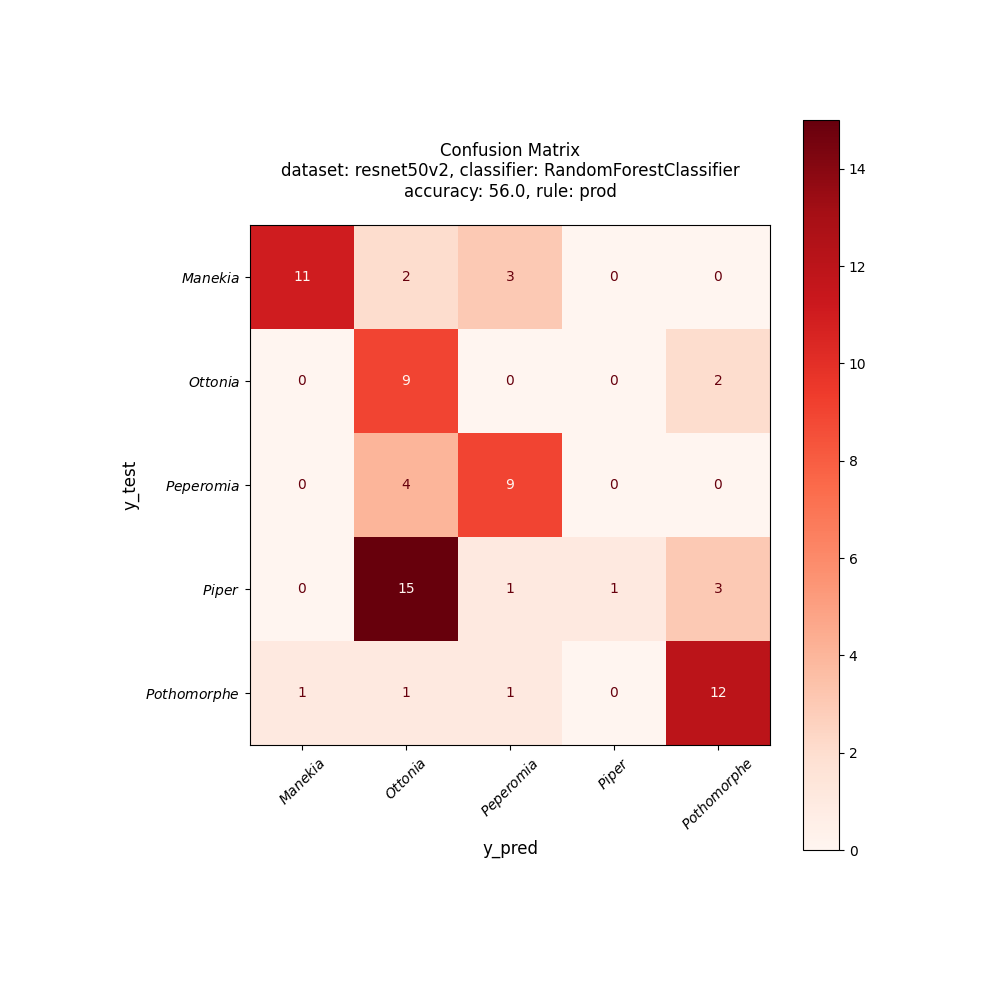 Confusion Matrix
dataset: resnet50v2, classifier: RandomForestClassifier
accuracy: 56.0, rule: prod
Manekia 11 2 3 0 0
Ottonia 0 9 0 0 2
Peperomia 0 4 9 0 0
Piper 0 15 1 1 3
Pothomorphe 1 1 1 0 12
y_test
Manekia Ottonia Peperomia Piper Pothomorphe
y_pred
14
12
10
8
6
4
2
0